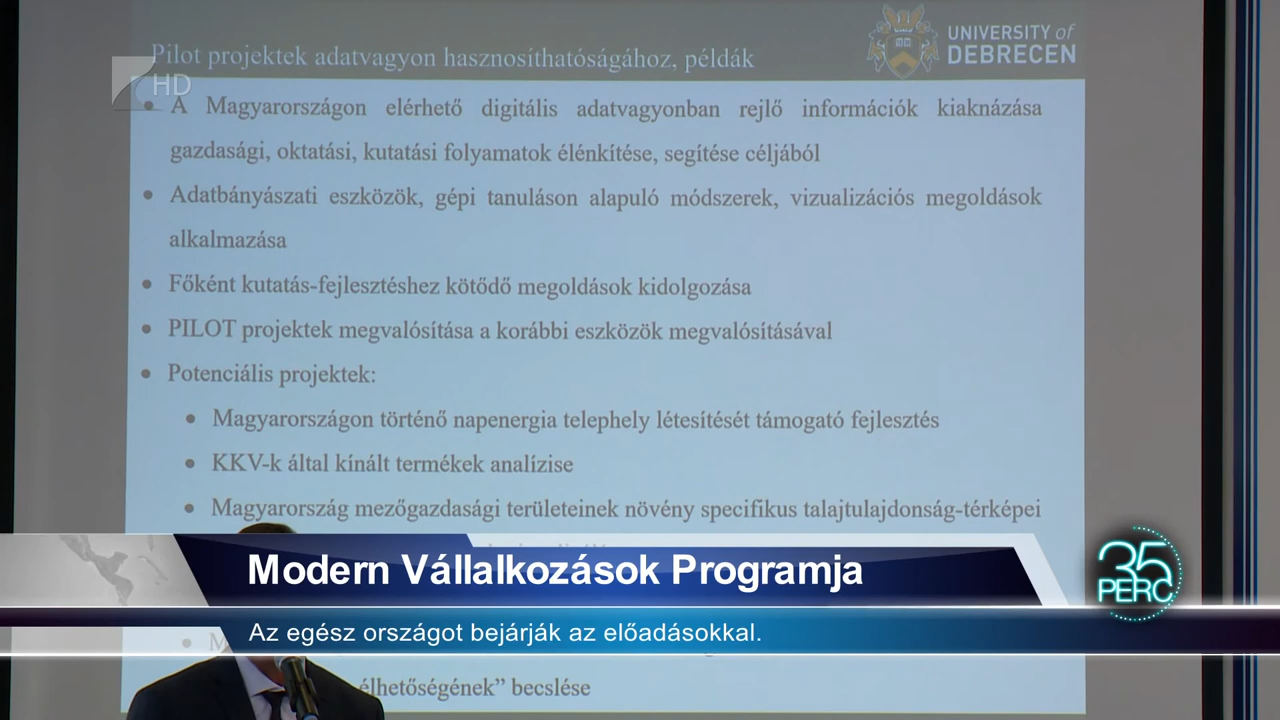 Pilot projektek adatvagyon hasznosíthatóságához, példák
UNIVERSITY of
DEBRECEN
HD
• A Magyarországon elérhető digitális adatvagyonban rejlő információk kiaknázása
gazdasági, oktatási, kutatási folyamatok élénkítése, segítése céljából
• Adatbányászati eszközök, gépi tanuláson alapuló módszerek, vizualizációs megoldások
alkalmazása
• Főként kutatás-fejlesztéshez kötődő megoldások kidolgozása
• PILOT projektek megvalósítása a korábbi eszközök megvalósításával
• Potenciális projektek:
• Magyarországon történő napenergia telephely létesítését támogató fejlesztés
• KKV-k által kínált termékek analízise
• Magyarország mezőgazdasági területeinek növény specifikus talajtulajdonság-térképei
Modern Vállalkozások Programja
35
PERC
Az egész országot bejárják az előadásokkal.
élhetőségének” becslése